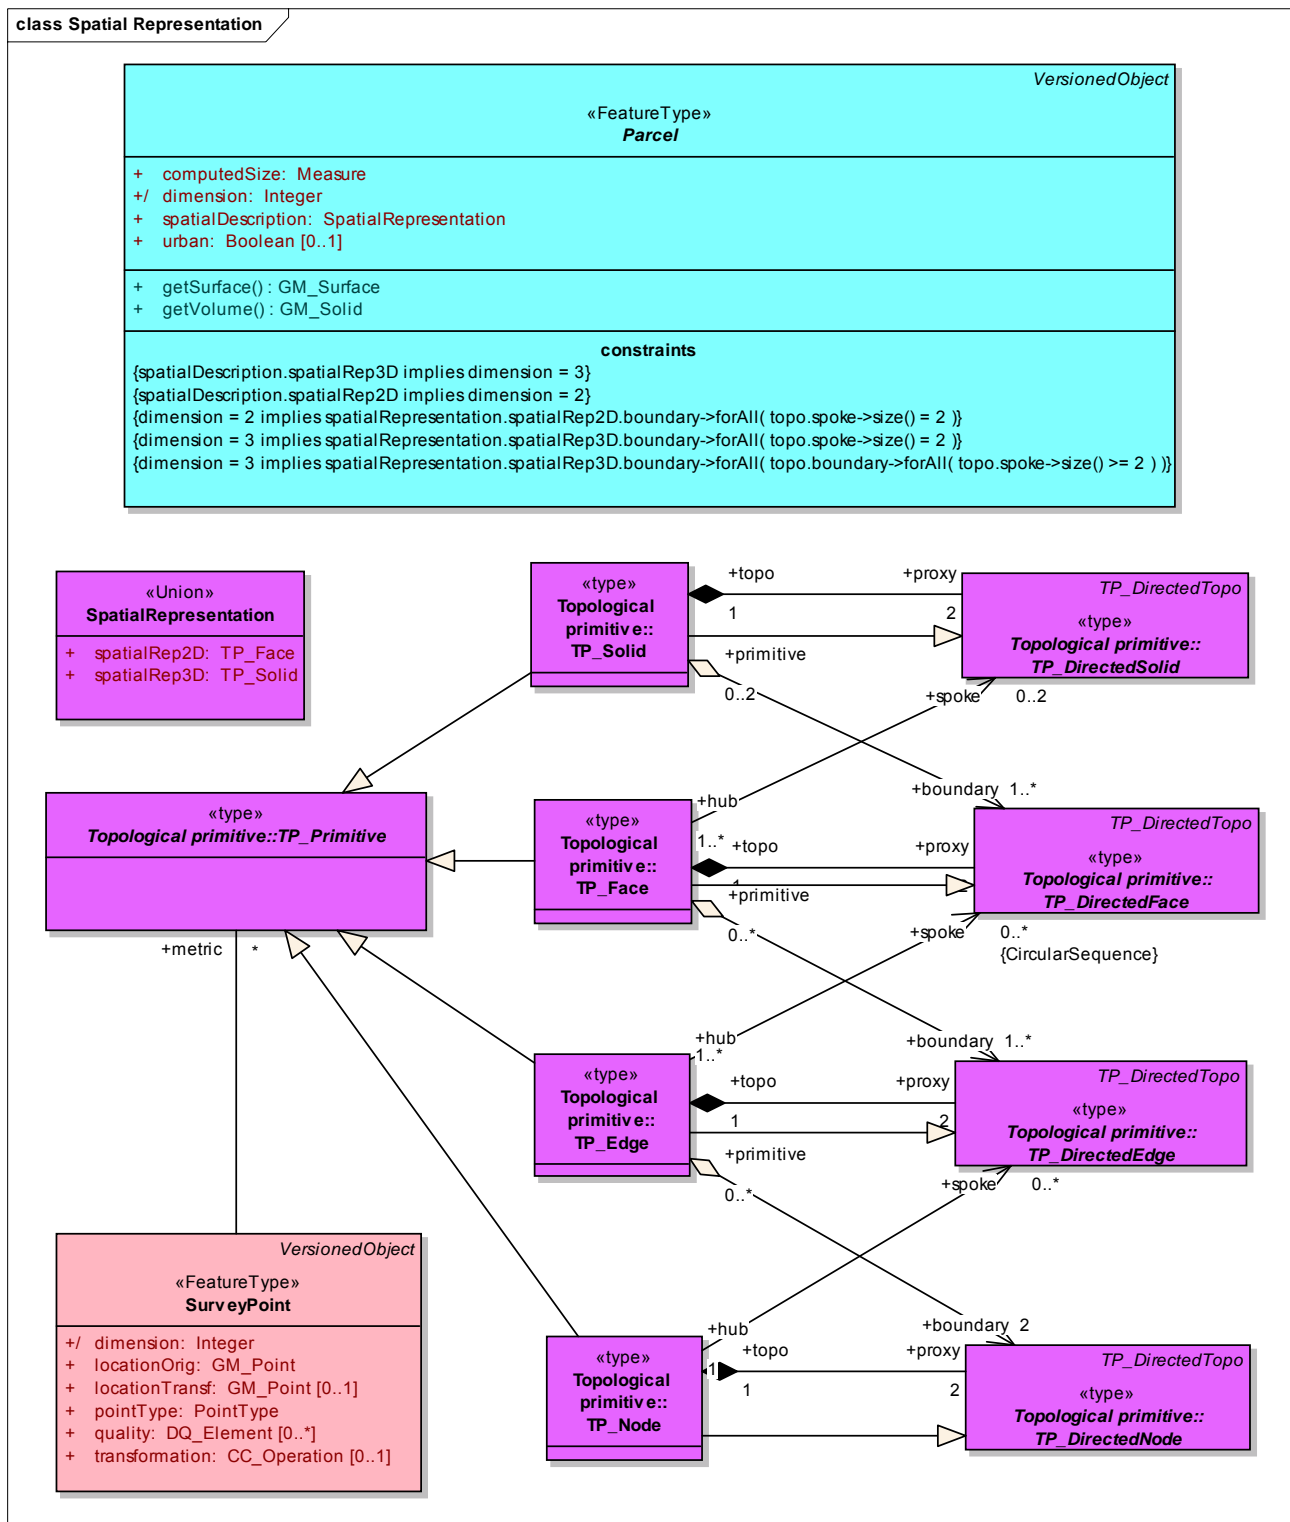 class Spatial Representation
VersionedObject
«FeatureType»
Parcel
+ computedSize: Measure
+/ dimension: Integer
+ spatialDescription: SpatialRepresentation
+ urban: Boolean [0..1]
+ getSurface() : GM_Surface
+ getVolume() : GM_Solid
constraints
{spatialDescription.spatialRep3D implies dimension = 3}
{spatialDescription.spatialRep2D implies dimension = 2}
{dimension = 2 implies spatialRepresentation.spatialRep2D.boundary->forAll( topo.spoke->size() = 2 )}
{dimension = 3 implies spatialRepresentation.spatialRep3D.boundary->forAll( topo.spoke->size() = 2 )}
{dimension = 3 implies spatialRepresentation.spatialRep3D.boundary->forAll( topo.boundary->forAll( topo.spoke->size() >= 2 ) )}
«Union»
SpatialRepresentation
+ spatialRep2D: TP_Face
+ spatialRep3D: TP_Solid
«type»
Topological
primitive::
TP_Solid
+topo
1
+proxy
2
TP_DirectedTopo
«type»
Topological primitive::
TP_DirectedSolid
+primitive
0..2
+spoke
0..2
«type»
Topological primitive::TP_Primitive
+hub
1..*
+boundary 1..*
«type»
Topological
primitive::
TP_Face
+topo
1
+proxy
2
TP_DirectedTopo
«type»
Topological primitive::
TP_DirectedFace
+primitive
0..*
+spoke
0..*
{CircularSequence}
+metric
*
+hub
1..*
+boundary 1..*
«type»
Topological
primitive::
TP_Edge
+topo
1
+proxy
2
TP_DirectedTopo
«type»
Topological primitive::
TP_DirectedEdge
+primitive
0..*
+spoke
0..*
VersionedObject
«FeatureType»
SurveyPoint
+/ dimension: Integer
+ locationOrig: GM_Point
+ locationTransf: GM_Point [0..1]
+ pointType: PointType
+ quality: DQ_Element [0..*]
+ transformation: CC_Operation [0..1]
+hub
1
+boundary 2
«type»
Topological
primitive::
TP_Node
+topo
1
+proxy
2
TP_DirectedTopo
«type»
Topological primitive::
TP_DirectedNode